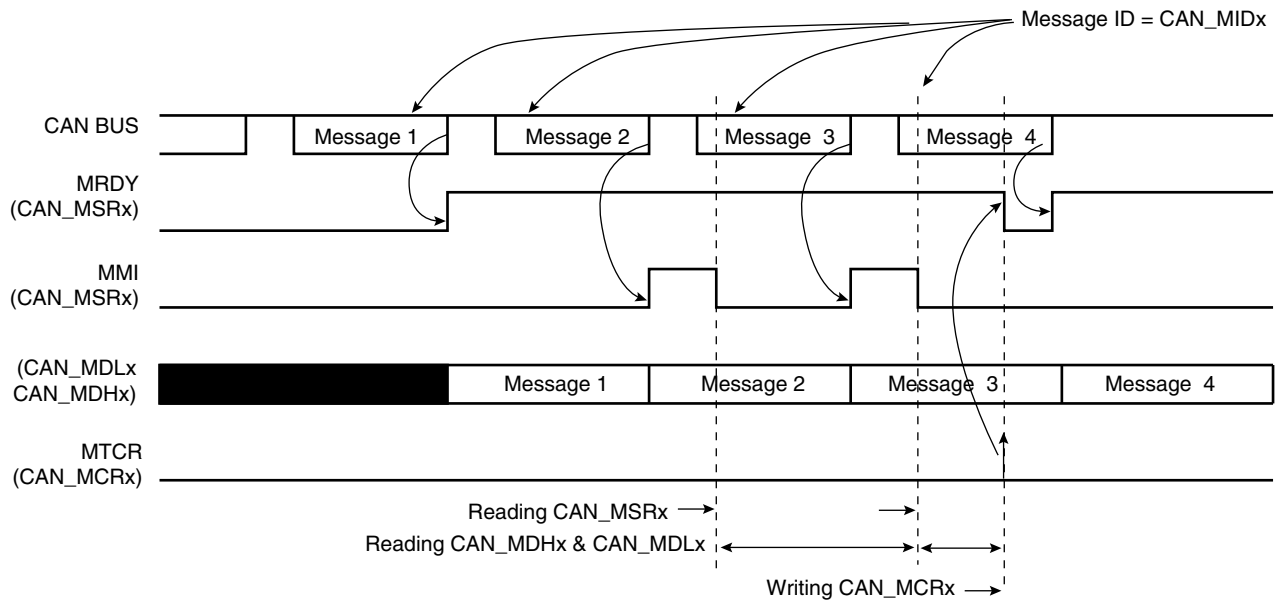 Message ID = CAN_MIDx
CAN BUS
Message 1
Message 2
Message 3
Message 4
MRDY
(CAN_MSRx)
MMI
(CAN_MSRx)
(CAN_MDLx
CAN_MDHx)
Message 1
Message 2
Message 3
Message 4
MTCR
(CAN_MCRx)
Reading CAN_MSRx
Reading CAN_MDHx & CAN_MDLx
Writing CAN_MCRx